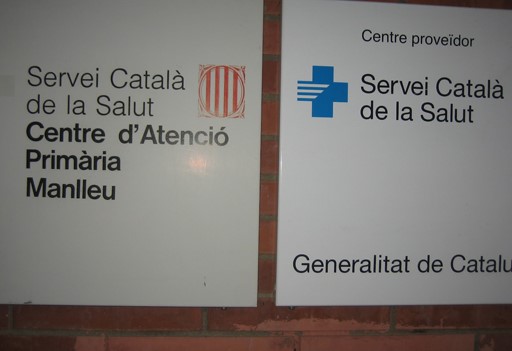 Servei Català
de la Salut
Centre d'Atenció
Primària
Manlleu
Centre proveïdor
Servei Català
de la Salut
Generalitat de Catalu